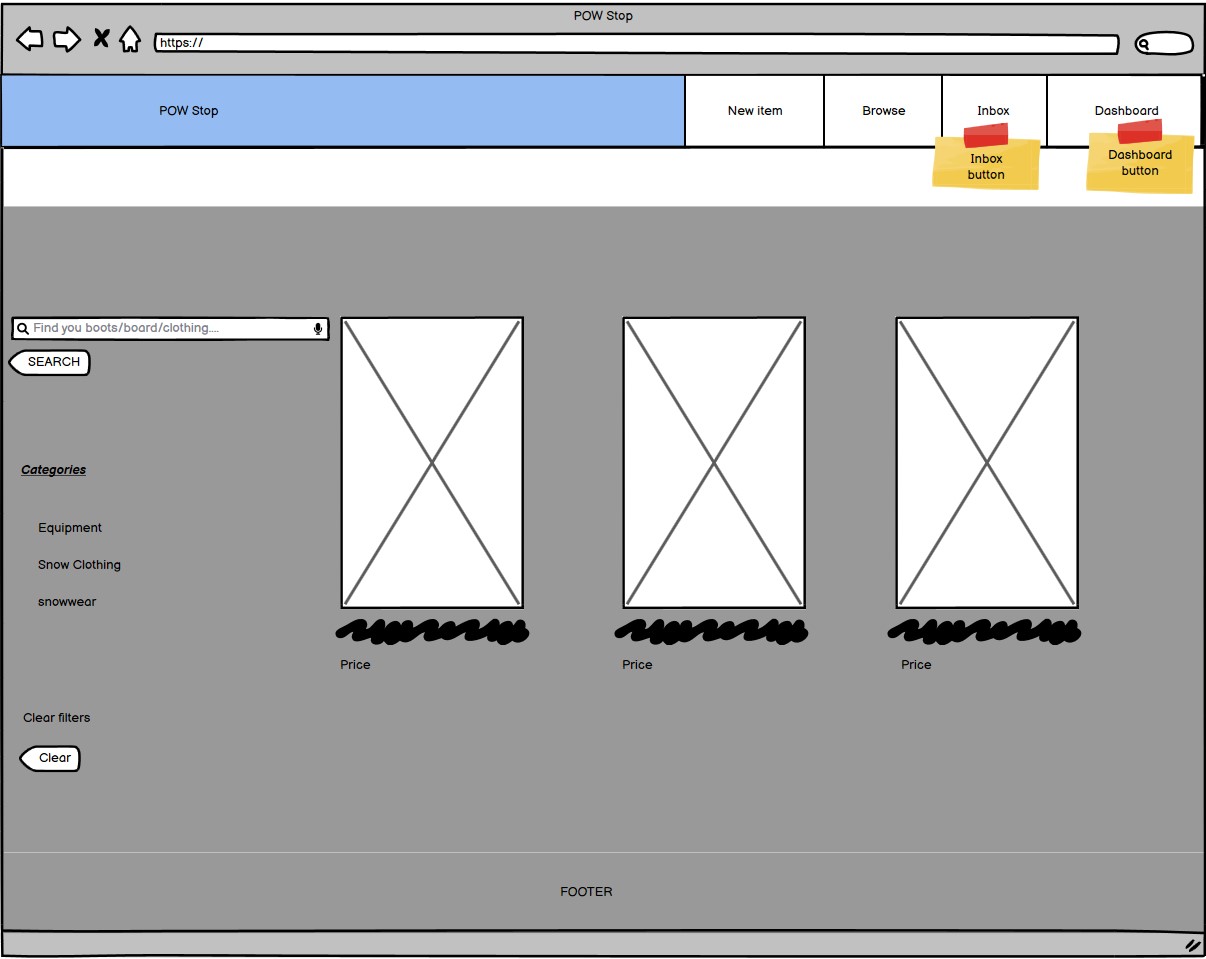 POW Stop
https://
POW Stop
New item
Browse
Inbox
Dashboard
Inbox
button
Dashboard
button
Find you boots/board/clothing....
SEARCH
Categories
Equipment
Snow Clothing
snowwear
Price
Price
Price
Clear filters
Clear
FOOTER